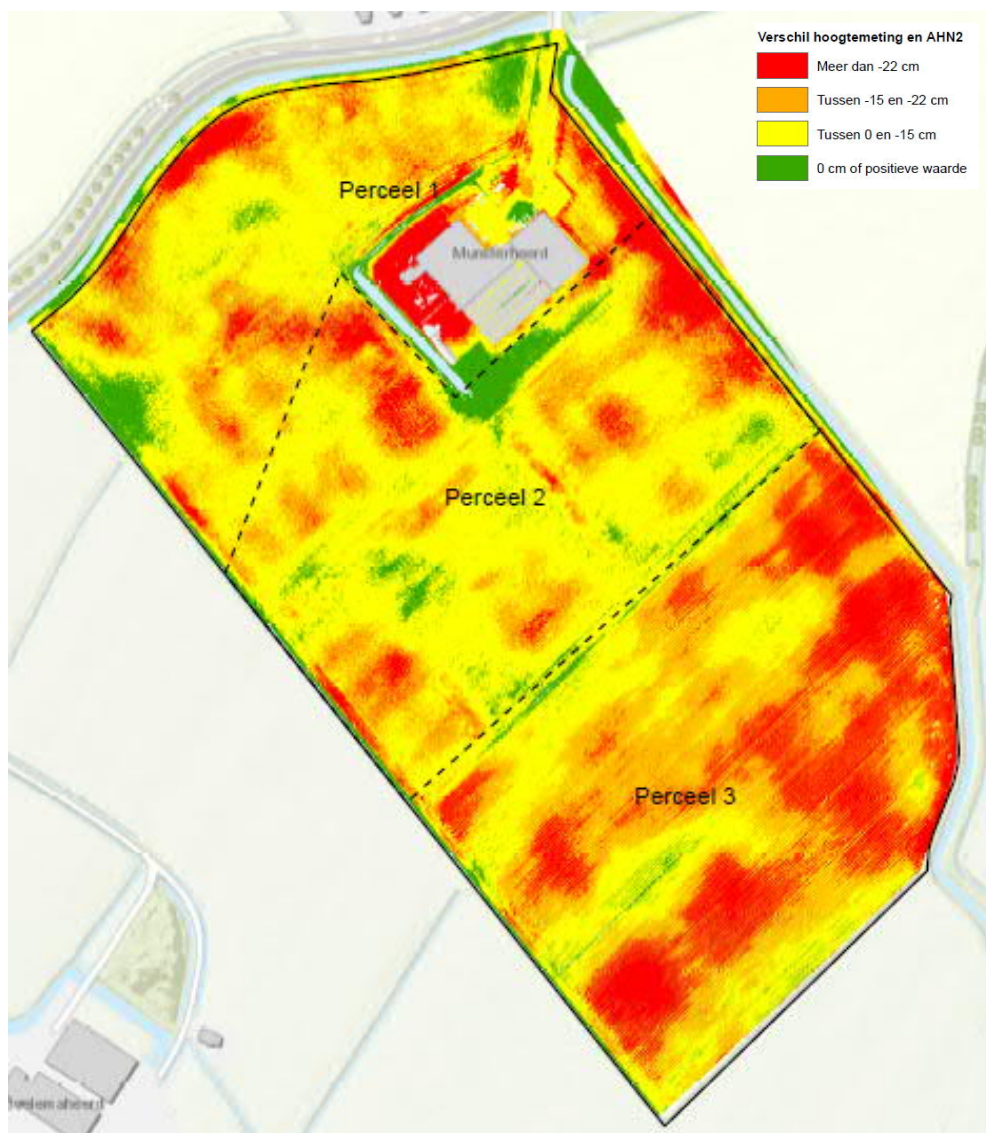 Verschil hoogtemeting en AHN2
Meer dan -22 cm
Tussen -15 en -22 cm
Tussen 0 en -15 cm
0 cm of positieve waarde
Perceel 1
Munsterheerd
Perceel 2
Perceel 3